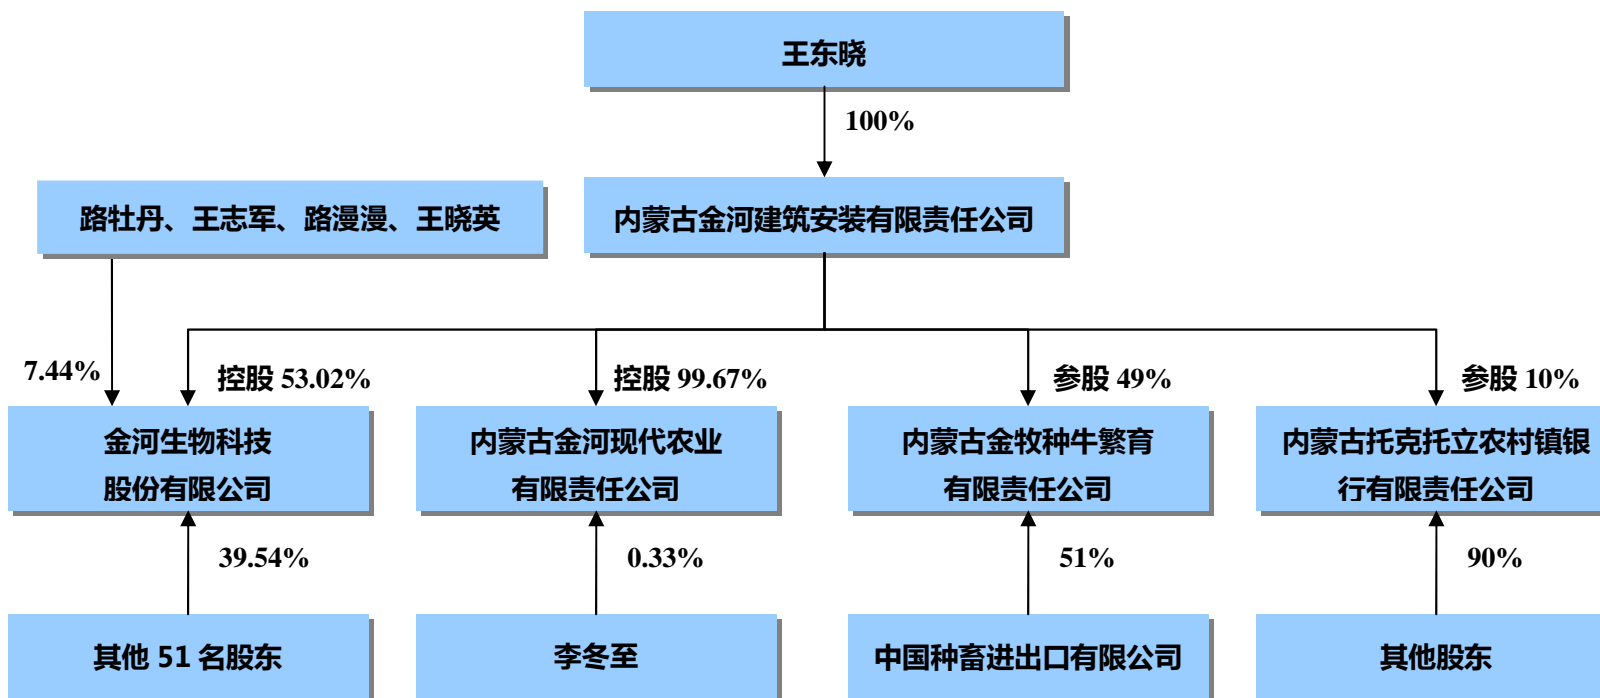 王东晓
100%
路牡丹、王志军、路漫漫、王晓英
内蒙古金河建筑安装有限责任公司
7.44%
控股 53.02%
控股 99.67%
参股 49%
参股 10%
金河生物科技
股份有限公司
内蒙古金河现代农业
有限责任公司
内蒙古金牧种牛繁育
有限责任公司
内蒙古托克托立农村镇银
行有限责任公司
39.54%
0.33%
51%
90%
其他 51 名股东
李冬至
中国种畜进出口有限公司
其他股东